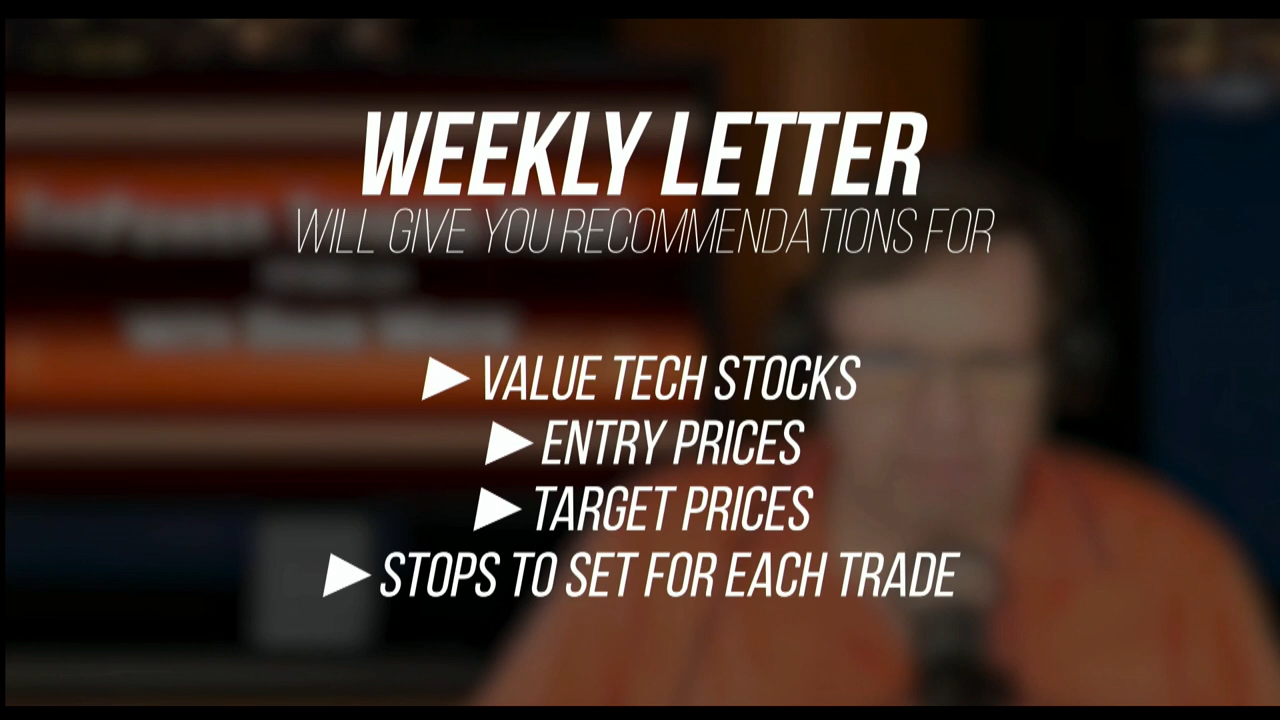 WEEKLY LETTER
WILL GIVE YOU RECOMMENDATIONS FOR
▶ VALUE TECH STOCKS
▶ ENTRY PRICES
▶ TARGET PRICES
▶ STOPS TO SET FOR EACH TRADE